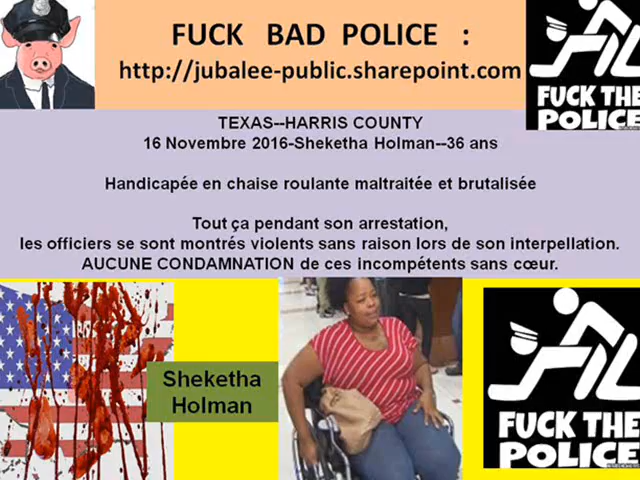 FUCK BAD POLICE :
http://jubalee-public.sharepoint.com
FUCK THE
POLICE
TEXAS--HARRIS COUNTY
16 Novembre 2016-Sheketha Holman--36 ans
Handicapée en chaise roulante maltraitée et brutalisée
Tout ça pendant son arrestation,
les officiers se sont montrés violents sans raison lors de son interpellation.
AUCUNE CONDAMNATION de ces incompétents sans cœur.
Sheketha
Holman
FUCK THE
POLICE